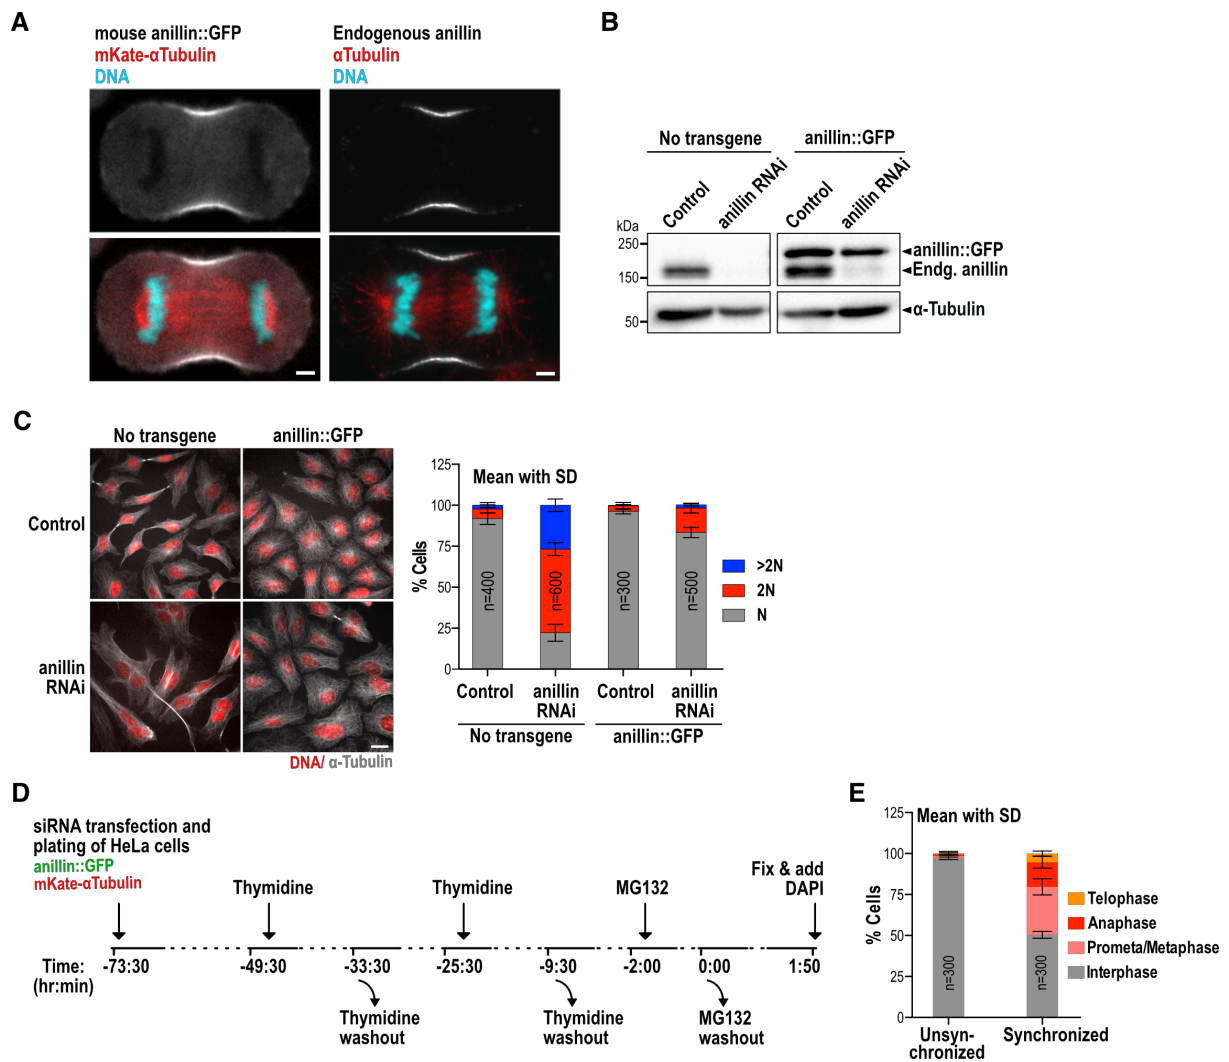 A
mouse anillin::GFP
mKate-αTubulin
DNA
Endogenous anillin
αTubulin
DNA
B
No transgene
anillin::GFP
Control
anillin RNAi
Control
anillin RNAi
kDa
250
150
50
anillin::GFP
Endg. anillin
α-Tubulin
C
No transgene
anillin::GFP
Control
anillin
RNAi
DNA/ α-Tubulin
Mean with SD
% Cells
125
100
75
50
25
0
n=400
n=600
n=300
n=500
>2N
2N
N
Control
anillin
RNAi
Control
anillin
RNAi
No transgene
anillin::GFP
D
siRNA transfection and
plating of HeLa cells
anillin::GFP
mKate-αTubulin
Thymidine
Thymidine
MG132
Fix & add
DAPI
Time:
(hr:min)
-73:30
-49:30
-33:30
-25:30
-9:30
-2:00
0:00
1:50
Thymidine
washout
Thymidine
washout
MG132
washout
E
Mean with SD
% Cells
125
100
75
50
25
0
n=300
n=300
Telophase
Anaphase
Prometa/Metaphase
Interphase
Unsyn-
chronized
Synchronized